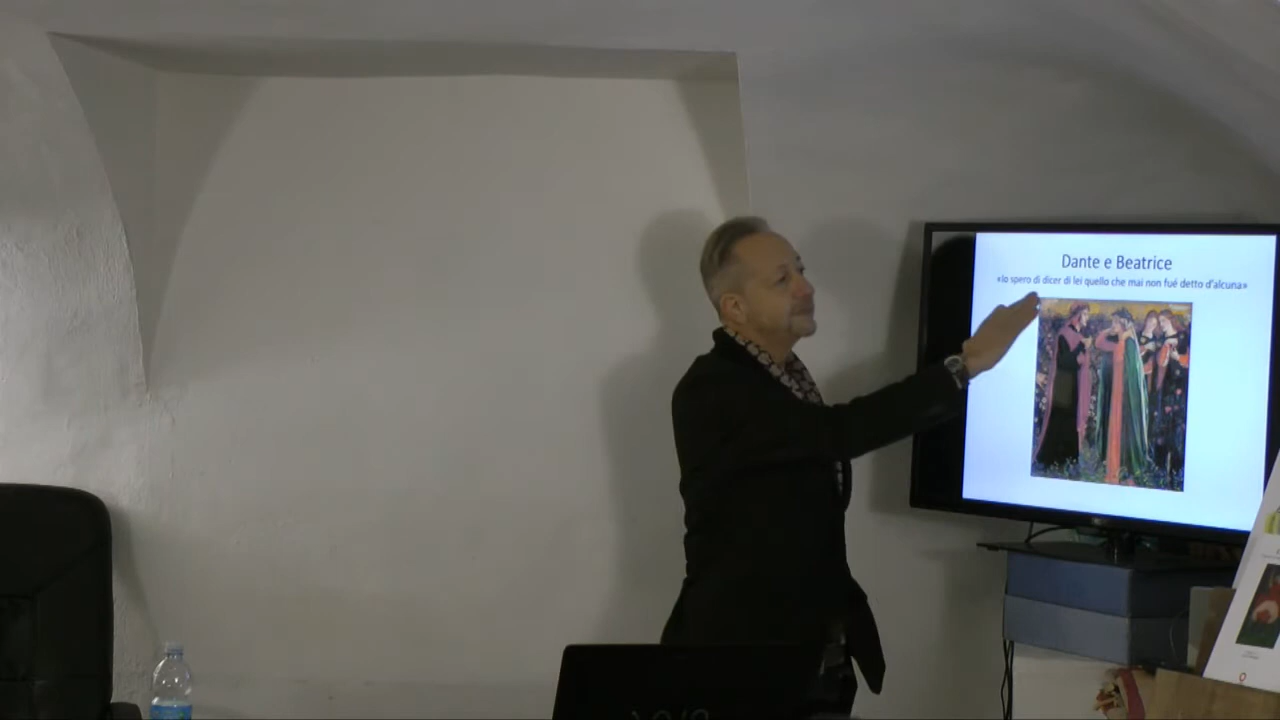 Dante e Beatrice
«Io spero di dicer di lei quello che mai non fué detto d'alcuna»